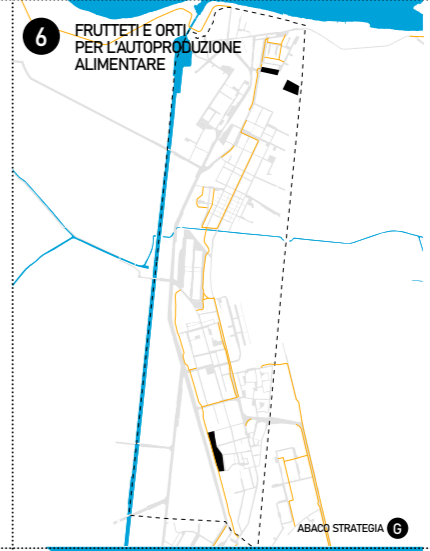 6
FRUTTETI E ORTI
PER L'AUTOPRODUZIONE
ALIMENTARE
ABACO STRATEGIA G